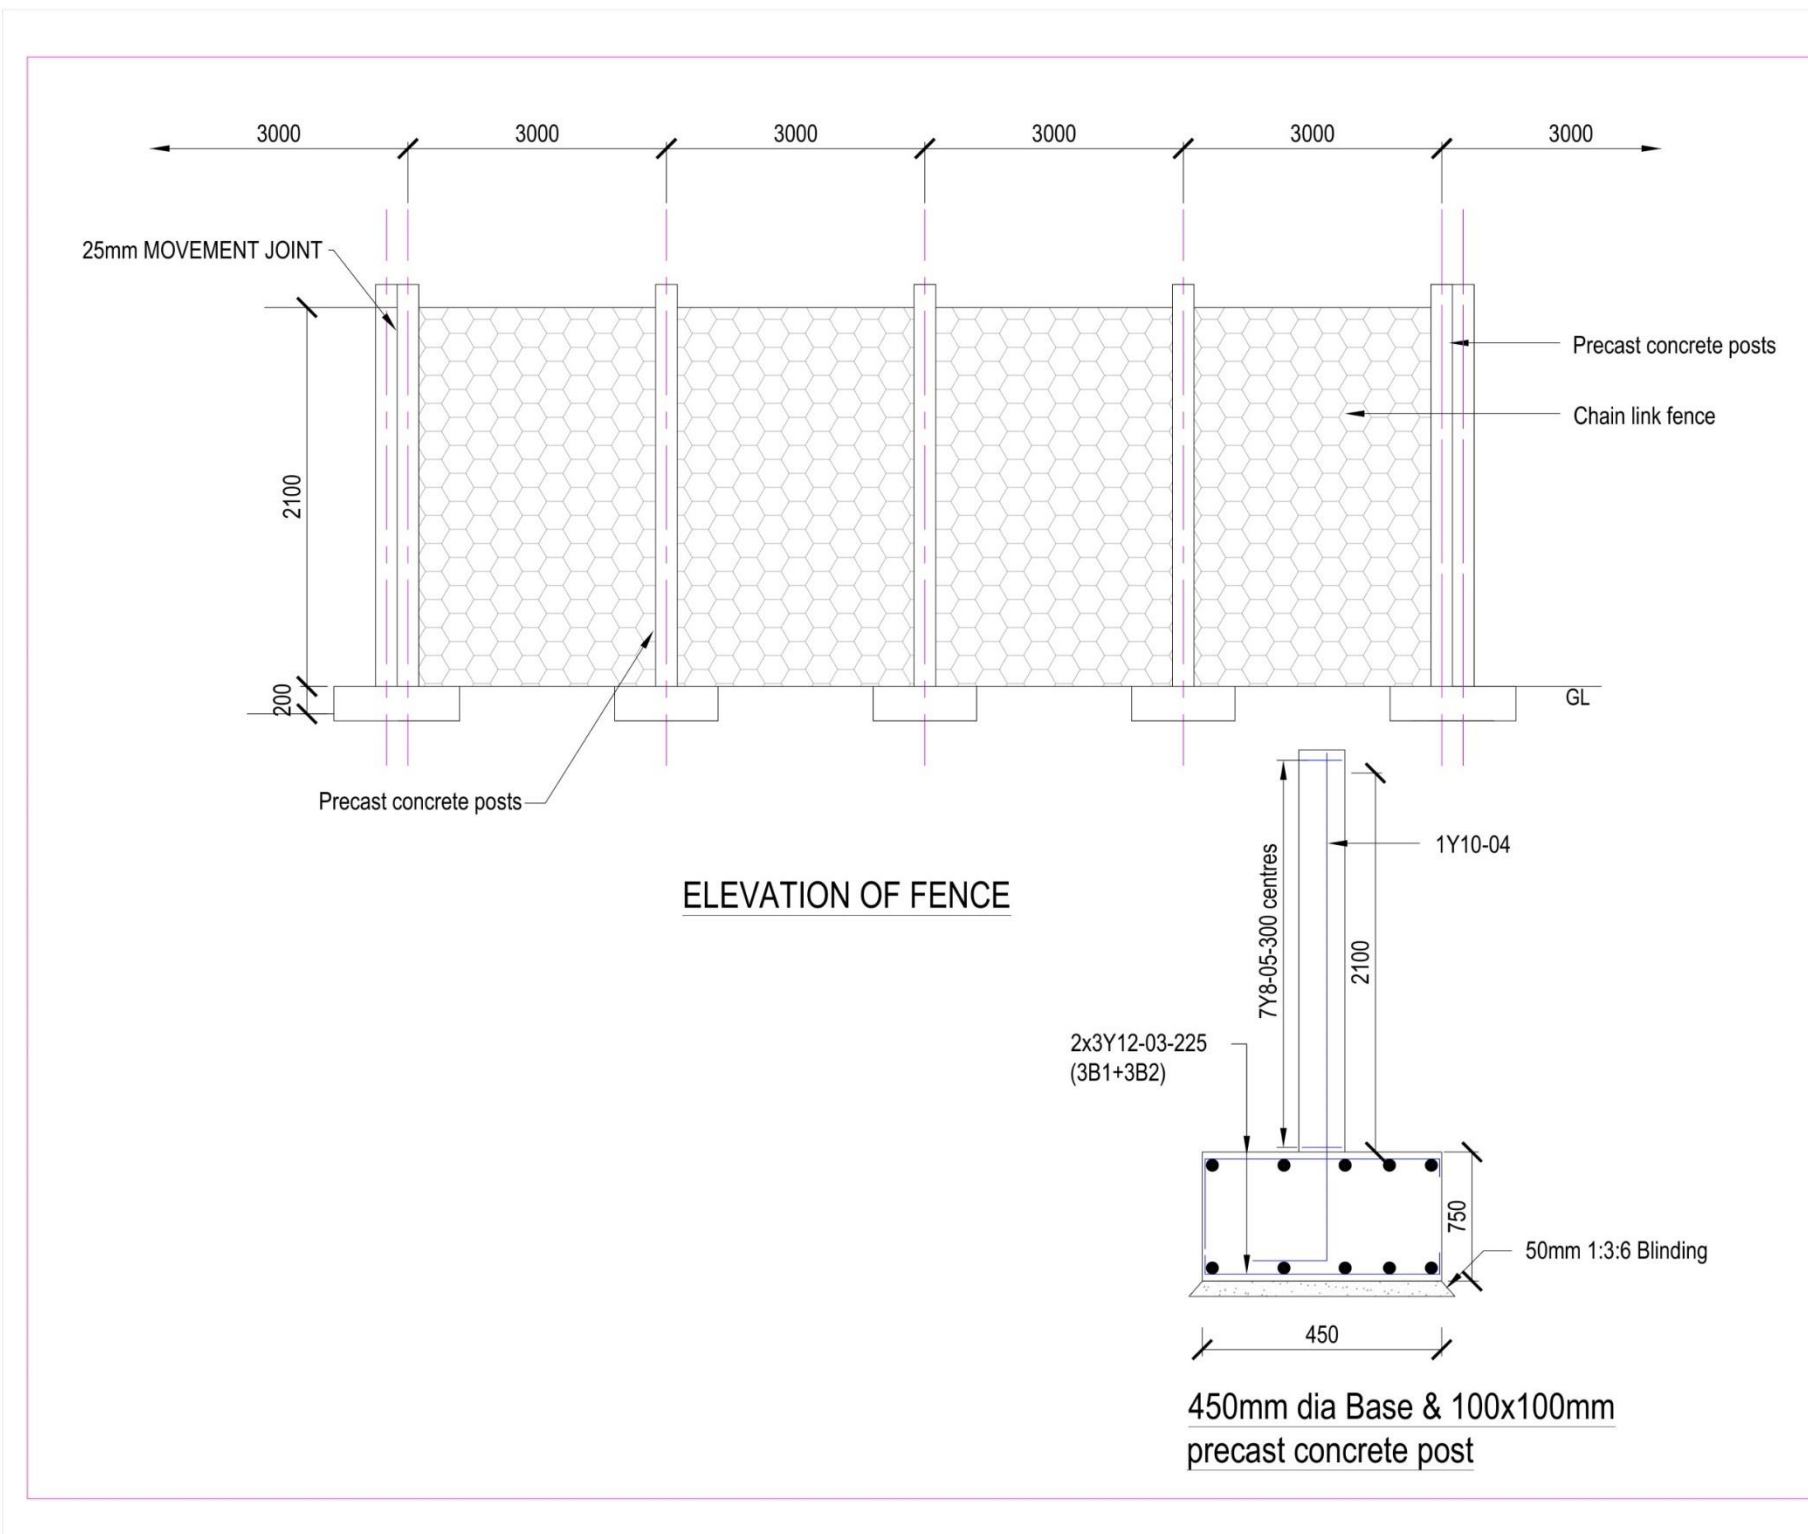 3000
3000
3000
3000
3000
3000
25mm MOVEMENT JOINT
Precast concrete posts
Chain link fence
2100
200
GL
Precast concrete posts
ELEVATION OF FENCE
1Y10-04
7Y8-05-300 centres
2100
2x3Y12-03-225
(3B1+3B2)
750
50mm 1:3:6 Blinding
450
450mm dia Base & 100x100mm
precast concrete post